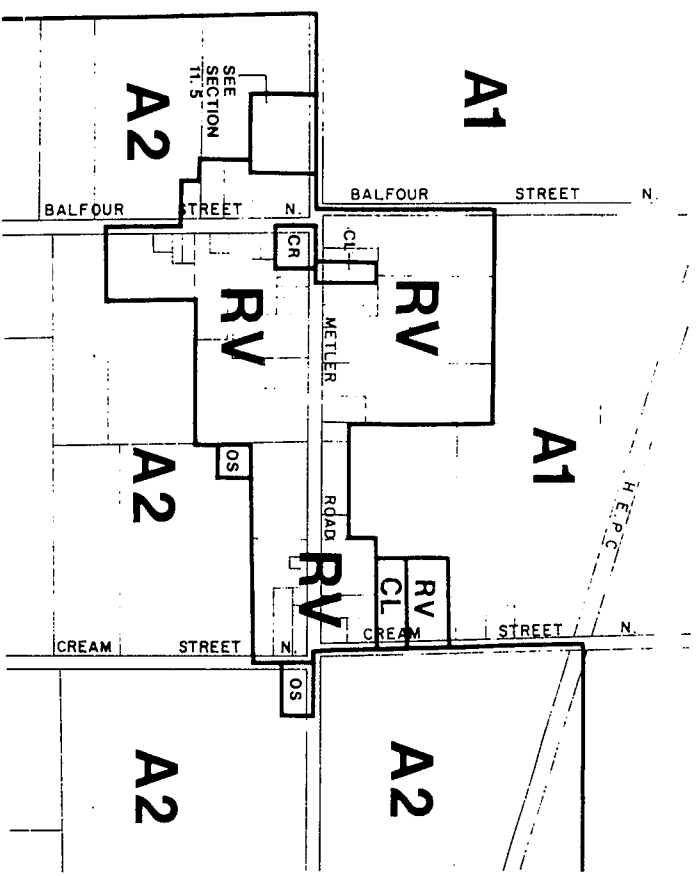 A1
SEE
SECTION
11.5
A2
BALFOUR STREET N.
BALFOUR STREET N.
CR
CL
RV
RV
METLER
A1
H.E.P.C
OS
A2
ROAD
RV
CL
RV
CREAM STREET N.
CREAM STREET N.
OS
A2
A2